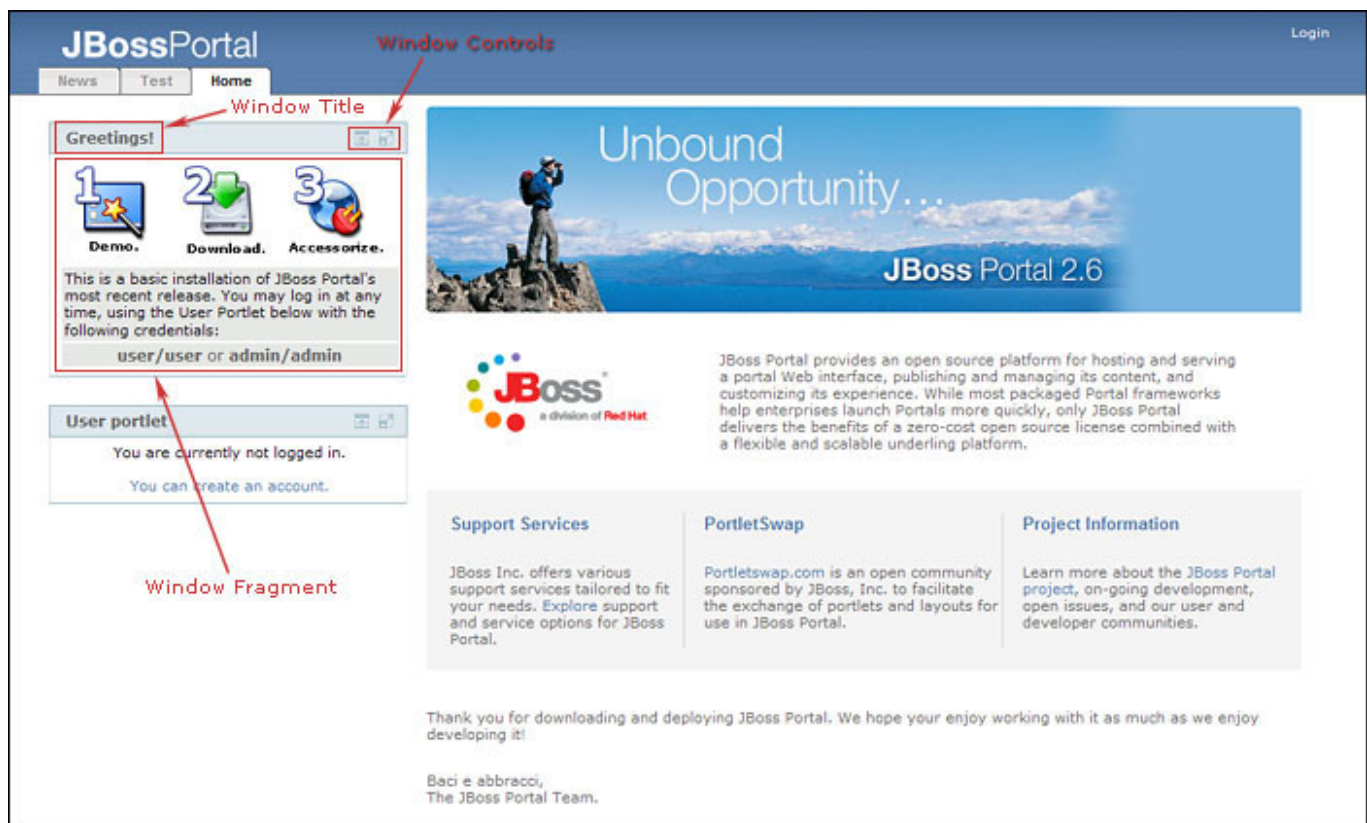 JBossPortal
Window Controls
Login
News
Test
Home
Window Title
Greetings!
1
2
3
Demo.
Download.
Accessorize.
This is a basic installation of JBoss Portal's
most recent release. You may log in at any
time, using the User Portlet below with the
following credentials:
user/user or admin/admin
User portlet
You are currently not logged in.
You can create an account.
Window Fragment
Unbound
Opportunity...
JBoss Portal 2.6
JBoss®
a division of Red Hat
JBoss Portal provides an open source platform for hosting and serving
a portal Web interface, publishing and managing its content, and
customizing its experience. While most packaged Portal frameworks
help enterprises launch Portals more quickly, only JBoss Portal
delivers the benefits of a zero-cost open source license combined with
a flexible and scalable underling platform.
Support Services
JBoss Inc. offers various
support services tailored to fit
your needs. Explore support
and service options for JBoss
Portal.
PortletSwap
Portletswap.com is an open community
sponsored by JBoss, Inc. to facilitate
the exchange of portlets and layouts for
use in JBoss Portal.
Project Information
Learn more about the JBoss Portal
project, on-going development,
open issues, and our user and
developer communities.
Thank you for downloading and deploying JBoss Portal. We hope your enjoy working with it as much as we enjoy
developing it!
Baci e abbracci,
The JBoss Portal Team.